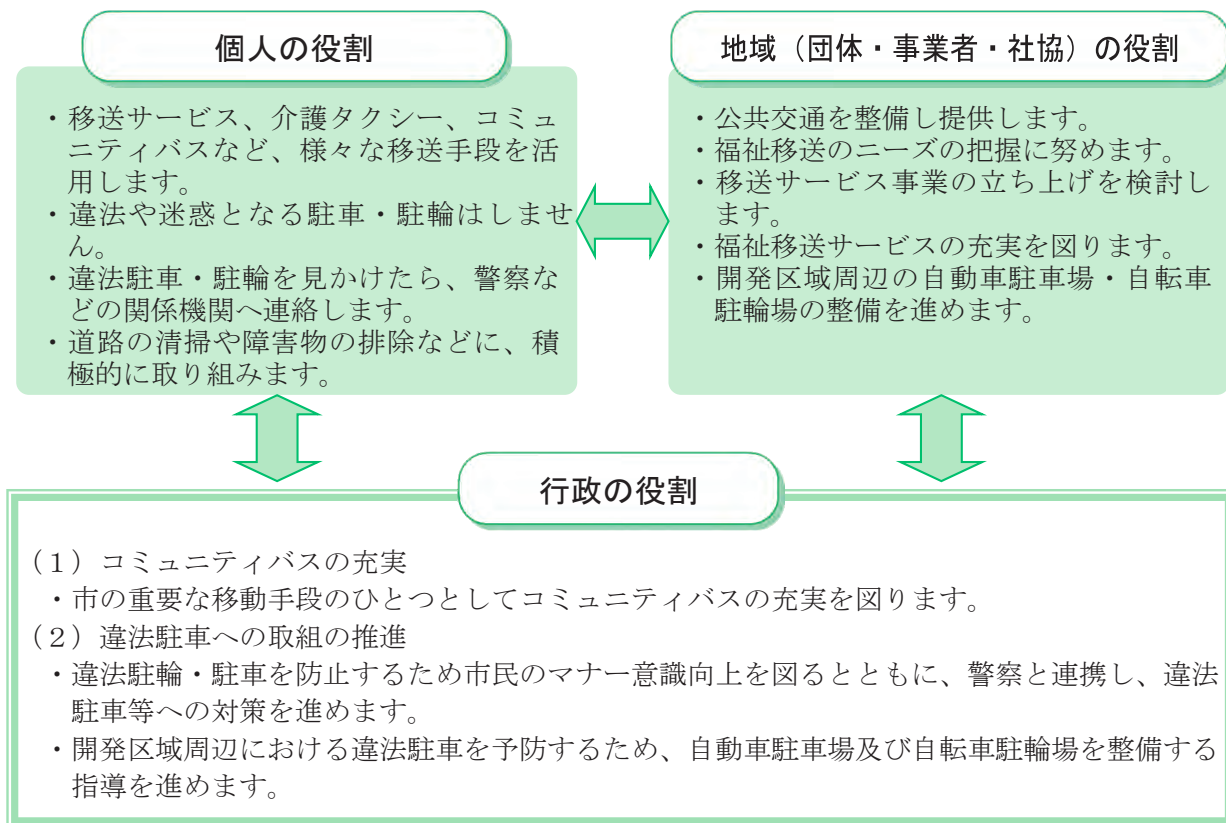 個人の役割
・移送サービス、介護タクシー、コミュ
ニティバスなど、様々な移送手段を活
用します。
・違法や迷惑となる駐車・駐輪はしませ
ん。
・違法駐車・駐輪を見かけたら、警察な
どの関係機関へ連絡します。
・道路の清掃や障害物の排除などに、積
極的に取り組みます。
地域（団体・事業者・社協）の役割
・公共交通を整備し提供します。
・福祉移送のニーズの把握に努めます。
・移送サービス事業の立ち上げを検討し
ます。
・福祉移送サービスの充実を図ります。
・開発区域周辺の自動車駐車場・自転車
駐輪場の整備を進めます。
行政の役割
（１）コミュニティバスの充実
・市の重要な移動手段のひとつとしてコミュニティバスの充実を図ります。
（２）違法駐車への取組の推進
・違法駐輪・駐車を防止するため市民のマナー意識向上を図るとともに、警察と連携し、違法
駐車等への対策を進めます。
・開発区域周辺における違法駐車を予防するため、自動車駐車場及び自転車駐輪場を整備する
指導を進めます。